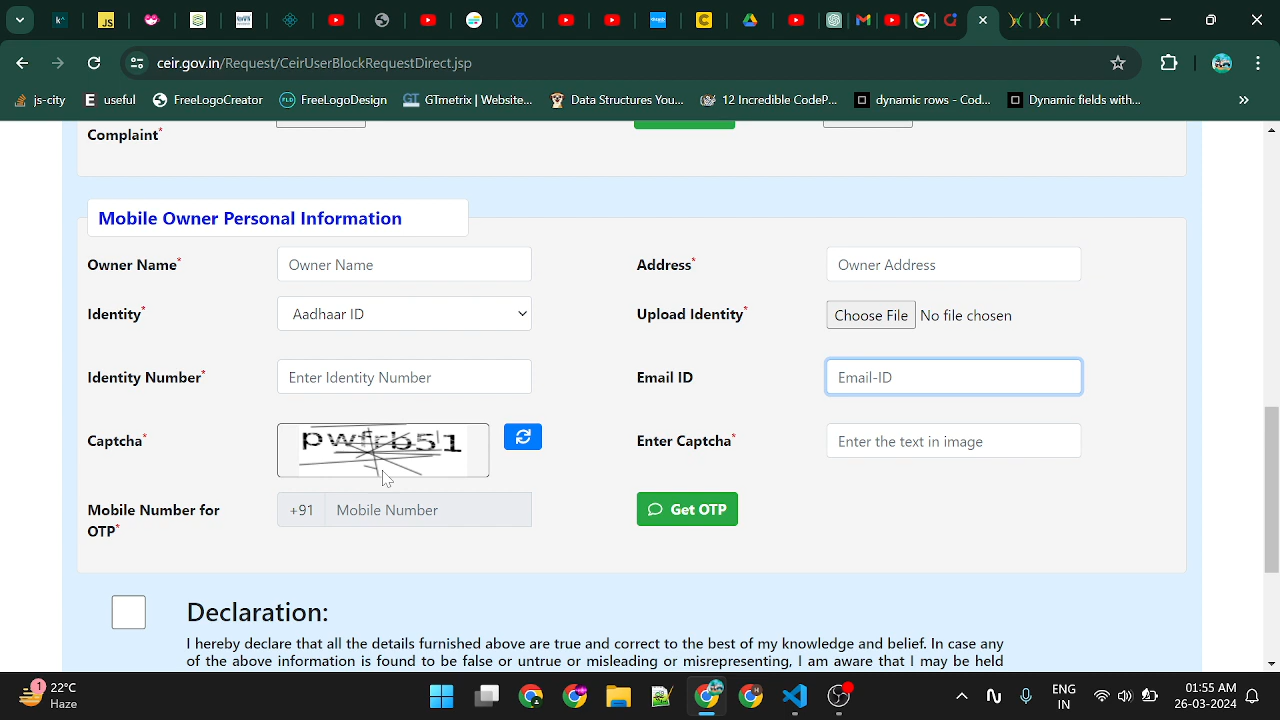 ceir.gov.in/Request/CeirUserBlockRequestDirect.jsp
js-city useful FreeLogoCreator FreeLogoDesign GTmetrix | Website... Data Structures You... 12 Incredible CodeP... dynamic rows - Cod... Dynamic fields with...
Complaint*
Mobile Owner Personal Information
Owner Name* Owner Name Address* Owner Address
Identity* Aadhaar ID Upload Identity* Choose File No file chosen
Identity Number* Enter Identity Number Email ID Email-ID
Captcha* Enter Captcha* Enter the text in image
Mobile Number for OTP* +91 Mobile Number Get OTP
Declaration:
I hereby declare that all the details furnished above are true and correct to the best of my knowledge and belief. In case any
of the above information is found to be false or untrue or misleading or misrepresenting, I am aware that I may be held
22°C Haze ENG IN 01:55 AM 26-03-2024